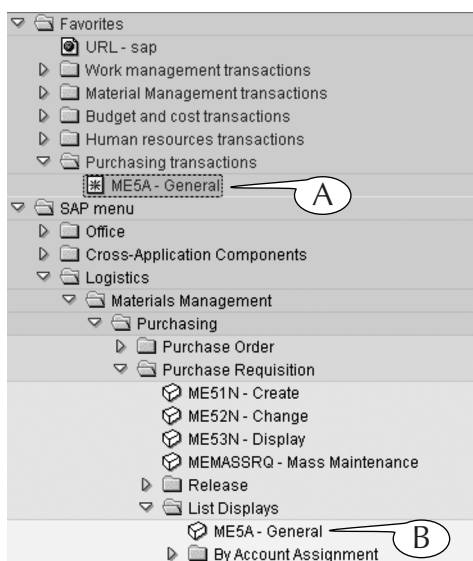 Favorites
URL - sap
Work management transactions
Material Management transactions
Budget and cost transactions
Human resources transactions
Purchasing transactions
ME5A - General
A
SAP menu
Office
Cross-Application Components
Logistics
Materials Management
Purchasing
Purchase Order
Purchase Requisition
ME51N - Create
ME52N - Change
ME53N - Display
MEMASSRQ - Mass Maintenance
Release
List Displays
ME5A - General
B
By Account Assignment